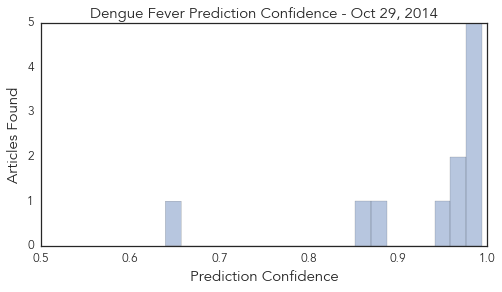 Dengue Fever Prediction Confidence - Oct 29, 2014
5
4
3
2
1
0
Articles Found
0.5 0.6 0.7 0.8 0.9 1.0
Prediction Confidence